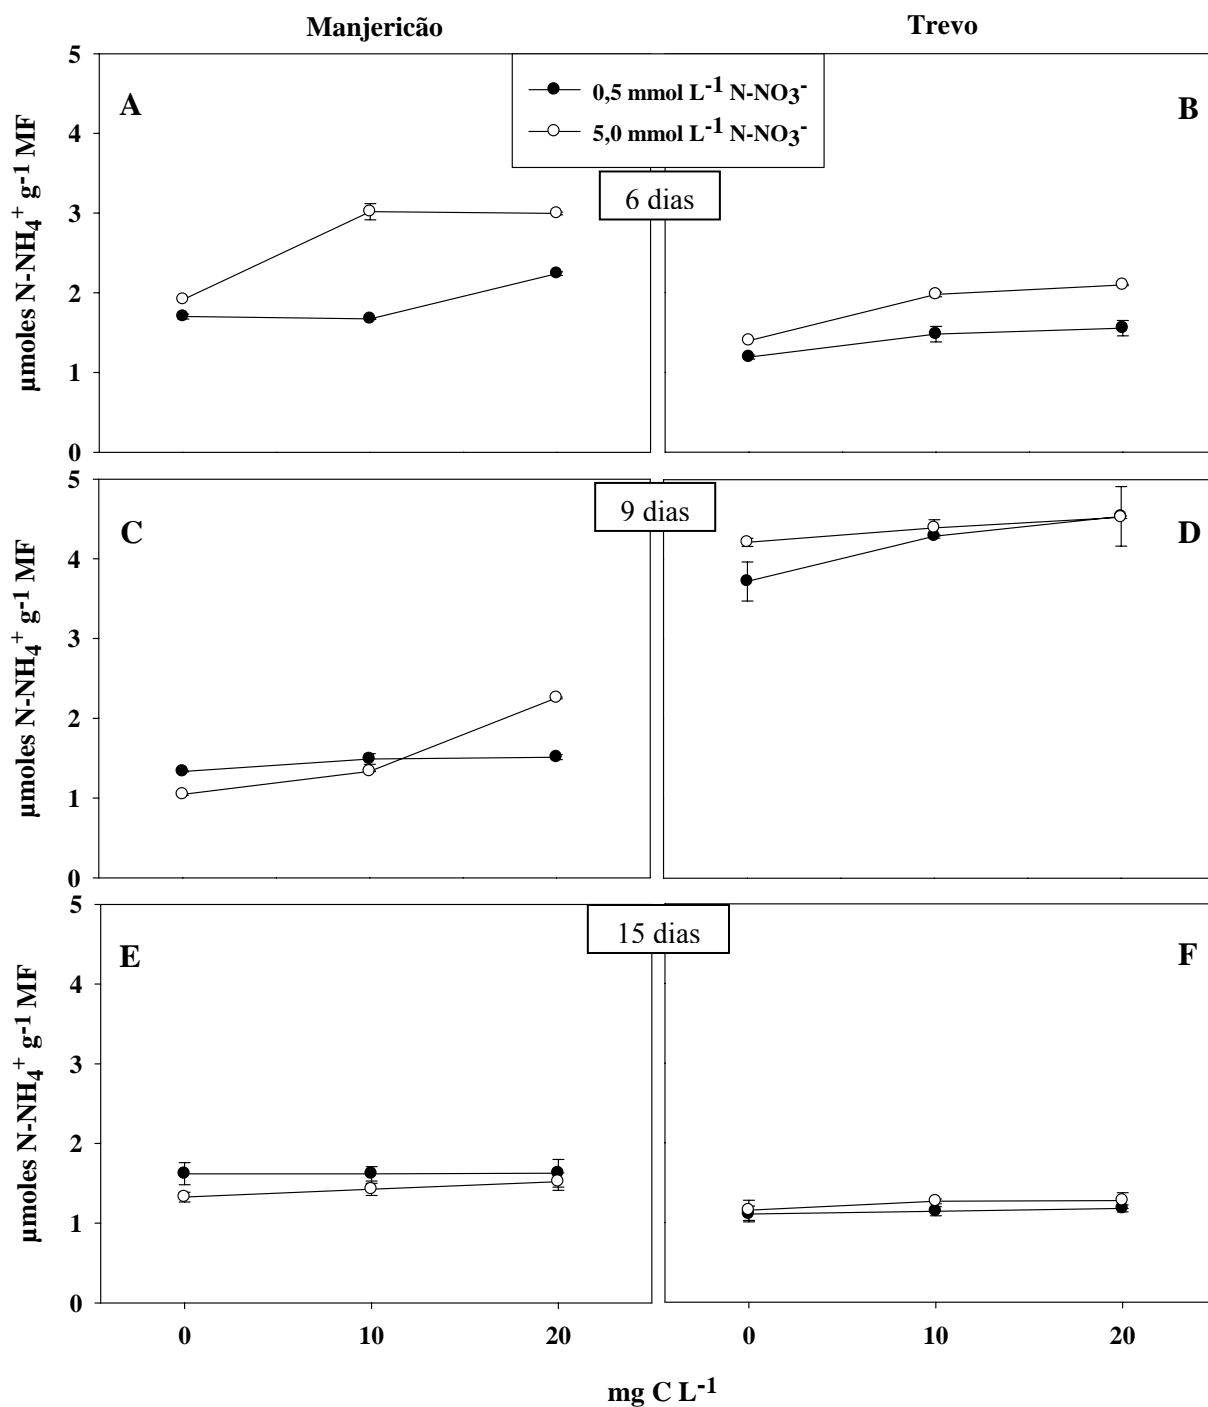 Manjericão
Trevo
A
B
0,5 mmol L-1 N-NO3-
5,0 mmol L-1 N-NO3-
6 dias
µmoles N-NH4+ g-1 MF
5
4
3
2
1
0
9 dias
C
D
µmoles N-NH4+ g-1 MF
5
4
3
2
1
0
15 dias
E
F
µmoles N-NH4+ g-1 MF
5
4
3
2
1
0
0 10 20
0 10 20
mg C L-1